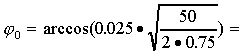 φ₀ = arccos(0.025•√(50/(2•0.75))) =